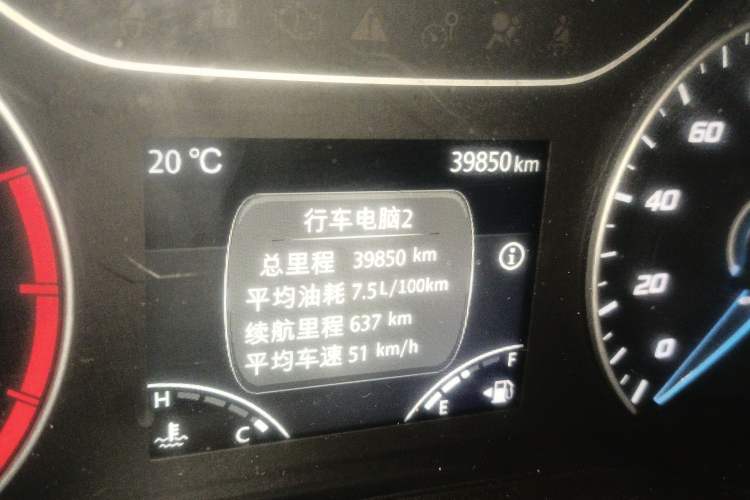 20 ℃
39850 km
行车电脑2
总里程 39850 km
平均油耗 7.5L/100km
续航里程 637 km
平均车速 51 km/h
H
C
E
F
60
40
20
0